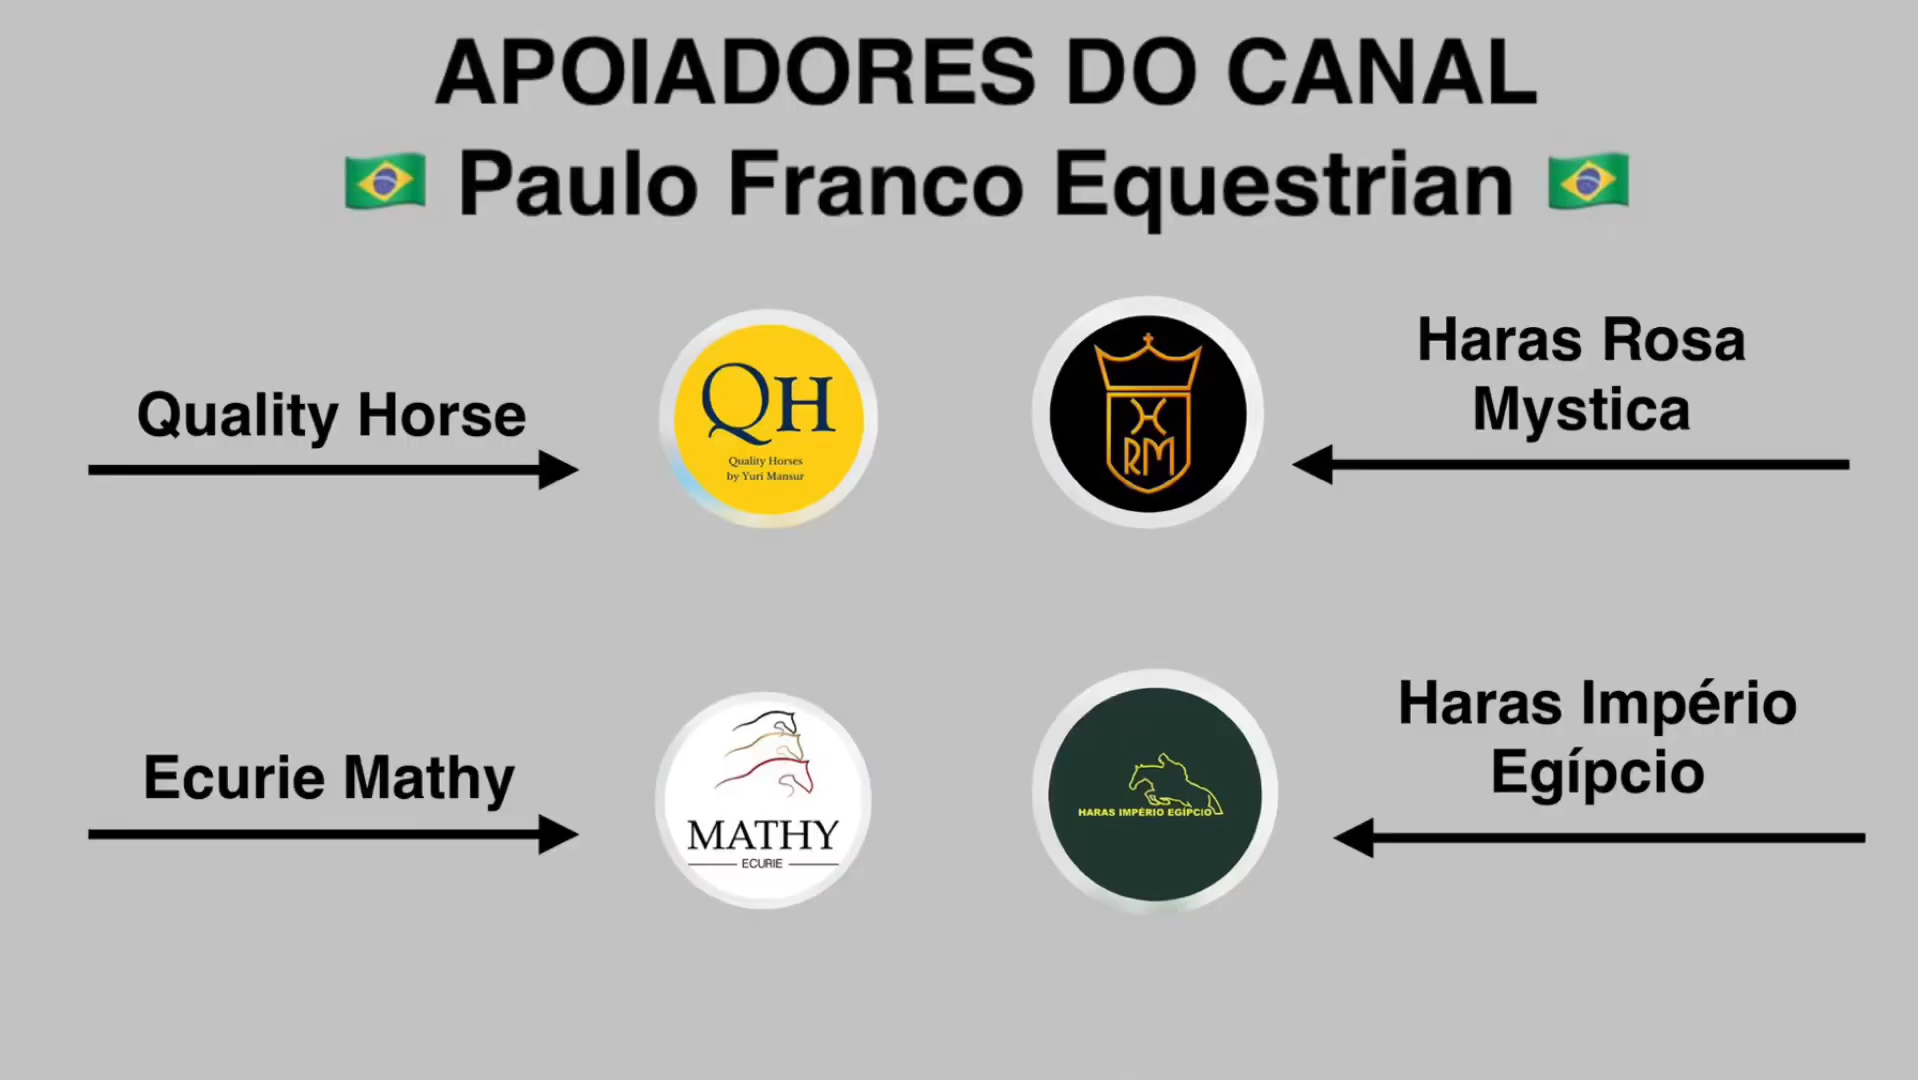 APOIADORES DO CANAL
🇧🇷 Paulo Franco Equestrian 🇧🇷
Quality Horse
QH
Quality Horses
by Yuri Mansur
H
RM
Haras Rosa
Mystica
Ecurie Mathy
MATHY
ECURIE
HARAS IMPÉRIO EGÍPCIO
Haras Império
Egípcio